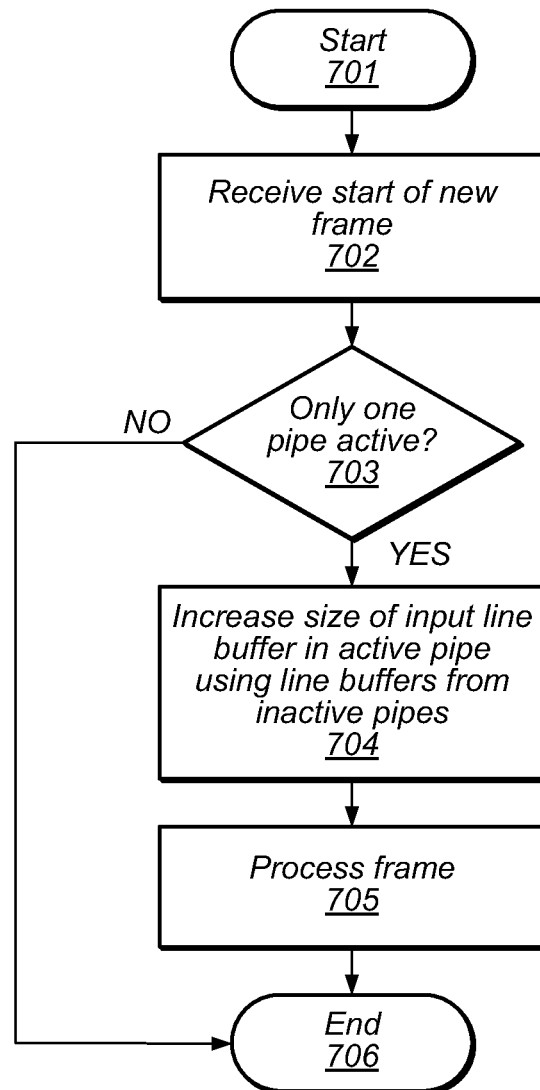 Start
701
Receive start of new
frame
702
Only one
pipe active?
703
NO
YES
Increase size of input line
buffer in active pipe
using line buffers from
inactive pipes
704
Process frame
705
End
706